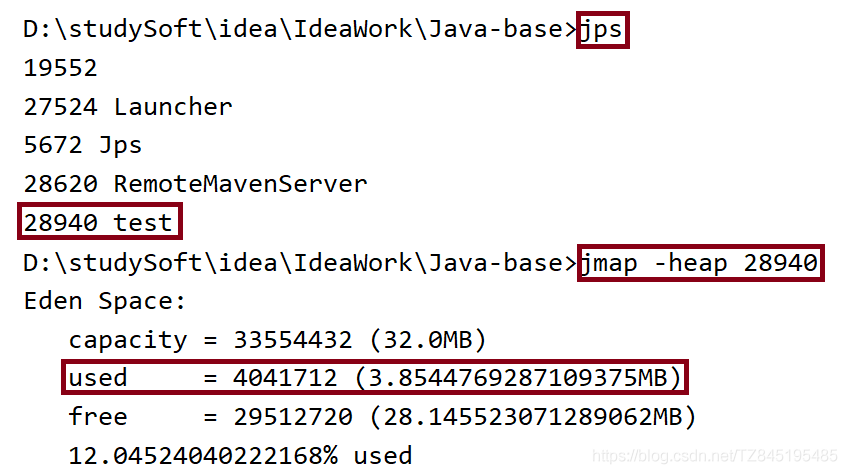 D:\studySoft\idea\IdeaWork\Java-base>jps
19552
27524 Launcher
5672 Jps
28620 RemoteMavenServer
28940 test
D:\studySoft\idea\IdeaWork\Java-base>jmap -heap 28940
Eden Space:
   capacity = 33554432 (32.0MB)
   used     = 4041712 (3.8544769287109375MB)
   free     = 29512720 (28.145523071289062MB)
   12.04524040222168% used
https://blog.csdn.net/TZ845195485